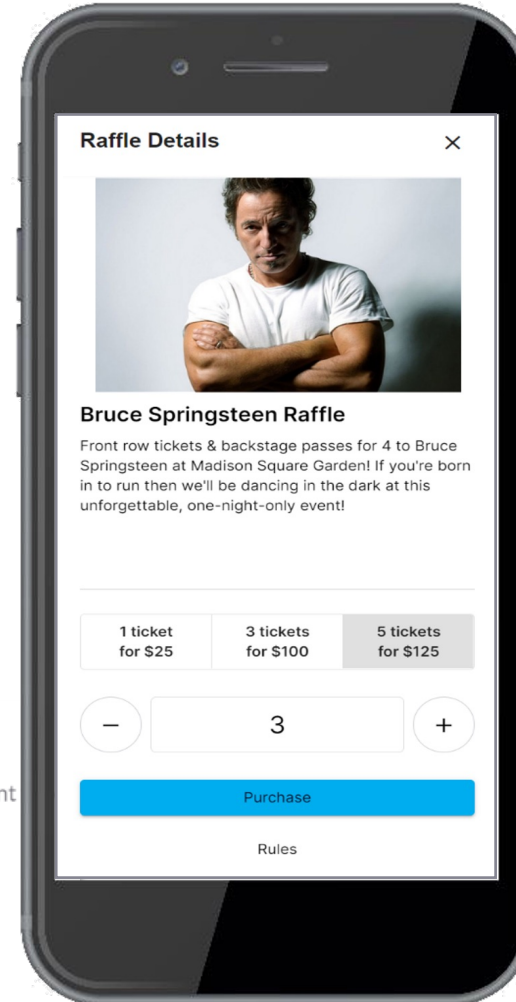 Raffle Details
Bruce Springsteen Raffle
Front row tickets & backstage passes for 4 to Bruce
Springsteen at Madison Square Garden! If you're born
in to run then we'll be dancing in the dark at this
unforgettable, one-night-only event!
1 ticket
for $25
3 tickets
for $100
5 tickets
for $125
3
Purchase
Rules